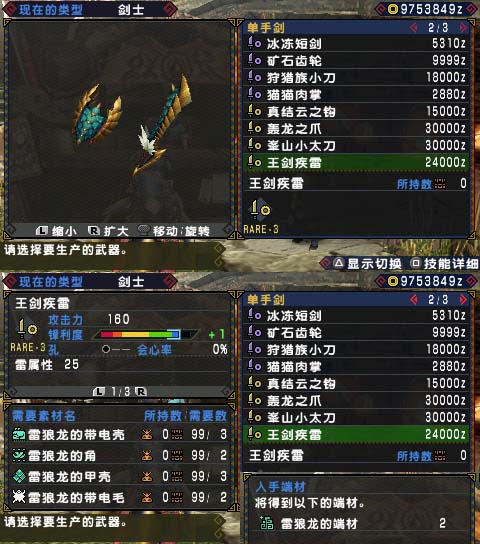 现在的类型 剑士
9753849z
单手剑 2/3
冰冻短剑 5310z
矿石齿轮 9999z
狩猎族小刀 18000z
猫猫肉掌 2880z
真结云之钩 15000z
轰龙之爪 30000z
峯山小太刀 30000z
王剑疾雷 24000z
王剑疾雷 所持数 0
RARE-3
L 缩小 R 扩大 移动/旋转
请选择要生产的武器。
△显示切换 □技能详细
现在的类型 剑士
9753849z
王剑疾雷
RARE-3
攻击力 160
锋利度 +1
孔 ●-- 会心率 0%
雷属性 25
L 1/3 R
需要素材名 所持数/需要数
雷狼龙的带电壳 0 99/ 3
雷狼龙的角 0 99/ 2
雷狼龙的甲壳 0 99/ 3
雷狼龙的带电毛 0 99/ 2
请选择要生产的武器。
单手剑 2/3
冰冻短剑 5310z
矿石齿轮 9999z
狩猎族小刀 18000z
猫猫肉掌 2880z
真结云之钩 15000z
轰龙之爪 30000z
峯山小太刀 30000z
王剑疾雷 24000z
王剑疾雷 所持数 0
入手端材
将得到以下的端材。
雷狼龙的端材 2